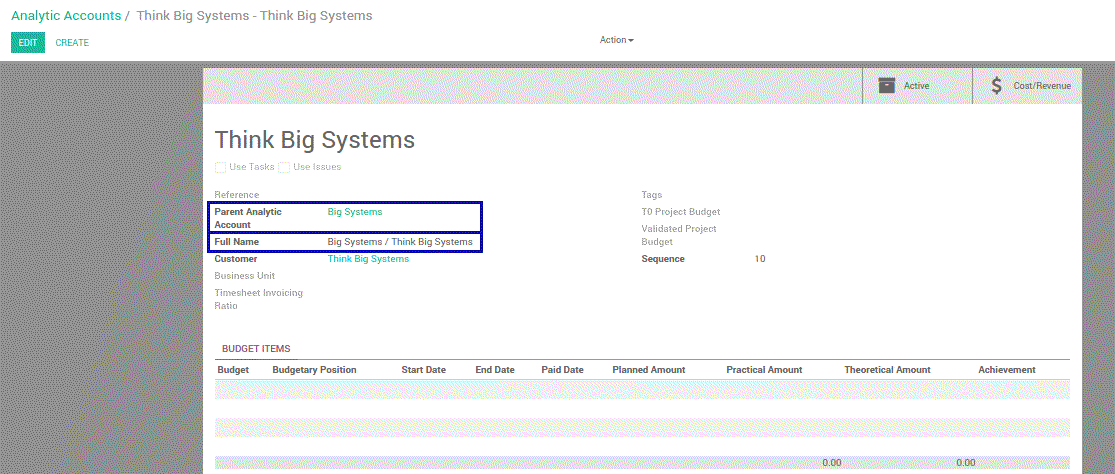 Analytic Accounts / Think Big Systems - Think Big Systems
EDIT CREATE Action
Active Cost/Revenue
Think Big Systems
Use Tasks Use Issues
Reference Tags
Parent Analytic Account Big Systems T0 Project Budget
Full Name Big Systems / Think Big Systems Validated Project Budget
Customer Think Big Systems Sequence 10
Business Unit
Timesheet Invoicing Ratio
BUDGET ITEMS
Budget Budgetary Position Start Date End Date Paid Date Planned Amount Practical Amount Theoretical Amount Achievement
0.00 0.00